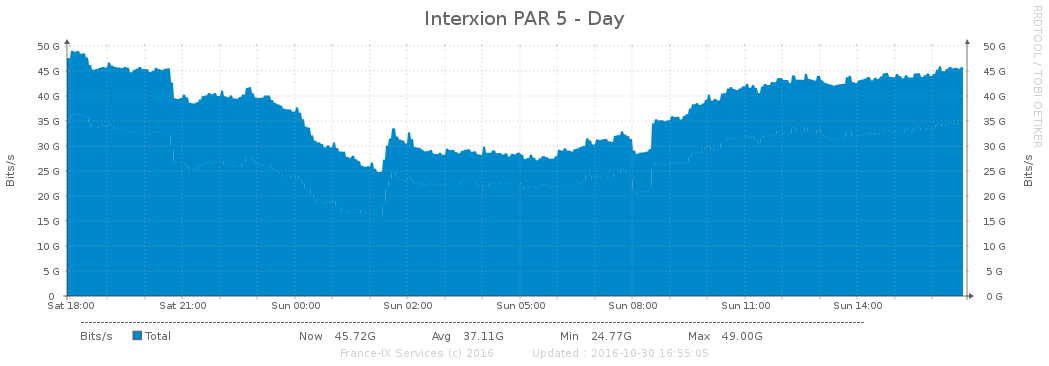 Interxion PAR 5 - Day
RRDTOOL / TOBI OETIKER
50 G 50 G
45 G 45 G
40 G 40 G
35 G 35 G
30 G 30 G
25 G 25 G
20 G 20 G
15 G 15 G
10 G 10 G
5 G 5 G
0 0 G
Bits/s
Bits/s
Sat 18:00 Sat 21:00 Sun 00:00 Sun 02:00 Sun 05:00 Sun 08:00 Sun 11:00 Sun 14:00
Bits/s Total Now 45.72G Avg 37.11G Min 24.77G Max 49.00G
France-IX Services (c) 2016 Updated : 2016-10-30 16:55:05